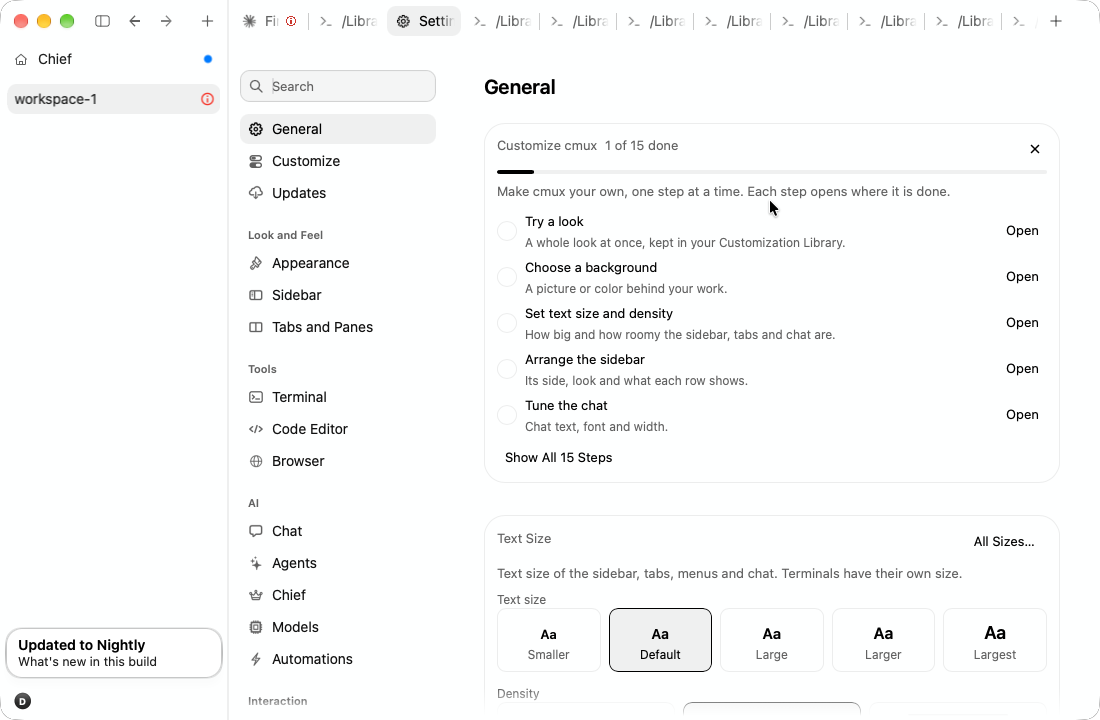 Fi
/Libra
Settin
/Libra
/Libra
/Libra
/Libra
/Libra
/Libra
/Libra
Chief
workspace-1
Updated to Nightly
What's new in this build
D
Search
General
Customize
Updates
Look and Feel
Appearance
Sidebar
Tabs and Panes
Tools
Terminal
Code Editor
Browser
AI
Chat
Agents
Chief
Models
Automations
Interaction
General
Customize cmux 1 of 15 done
Make cmux your own, one step at a time. Each step opens where it is done.
Try a look
A whole look at once, kept in your Customization Library.
Open
Choose a background
A picture or color behind your work.
Open
Set text size and density
How big and how roomy the sidebar, tabs and chat are.
Open
Arrange the sidebar
Its side, look and what each row shows.
Open
Tune the chat
Chat text, font and width.
Open
Show All 15 Steps
Text Size
All Sizes...
Text size of the sidebar, tabs, menus and chat. Terminals have their own size.
Text size
Aa
Smaller
Aa
Default
Aa
Large
Aa
Larger
Aa
Largest
Density